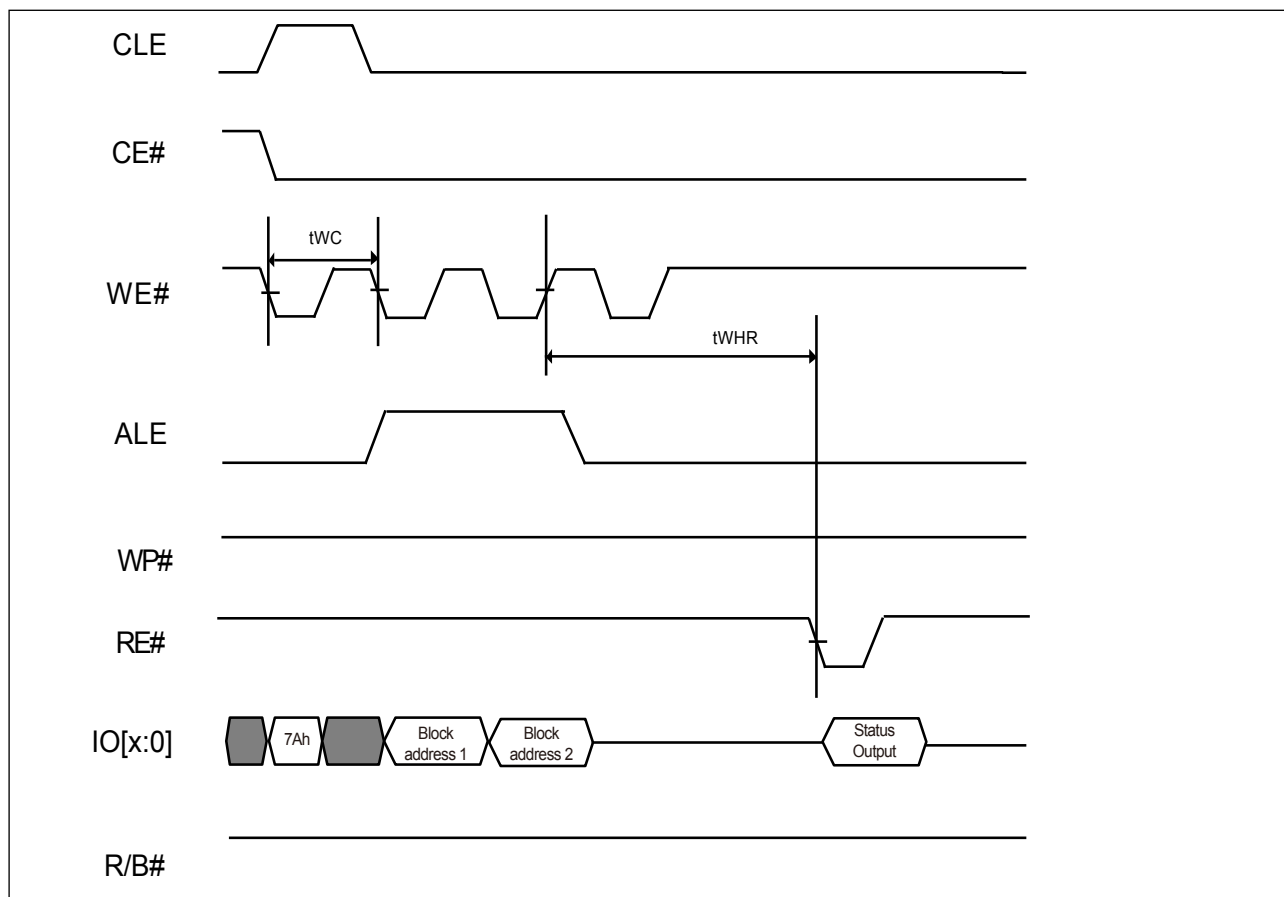 CLE
CE#
tWC
WE#
tWHR
ALE
WP#
RE#
IO[x:0]
7Ah
Block
address 1
Block
address 2
Status
Output
R/B#